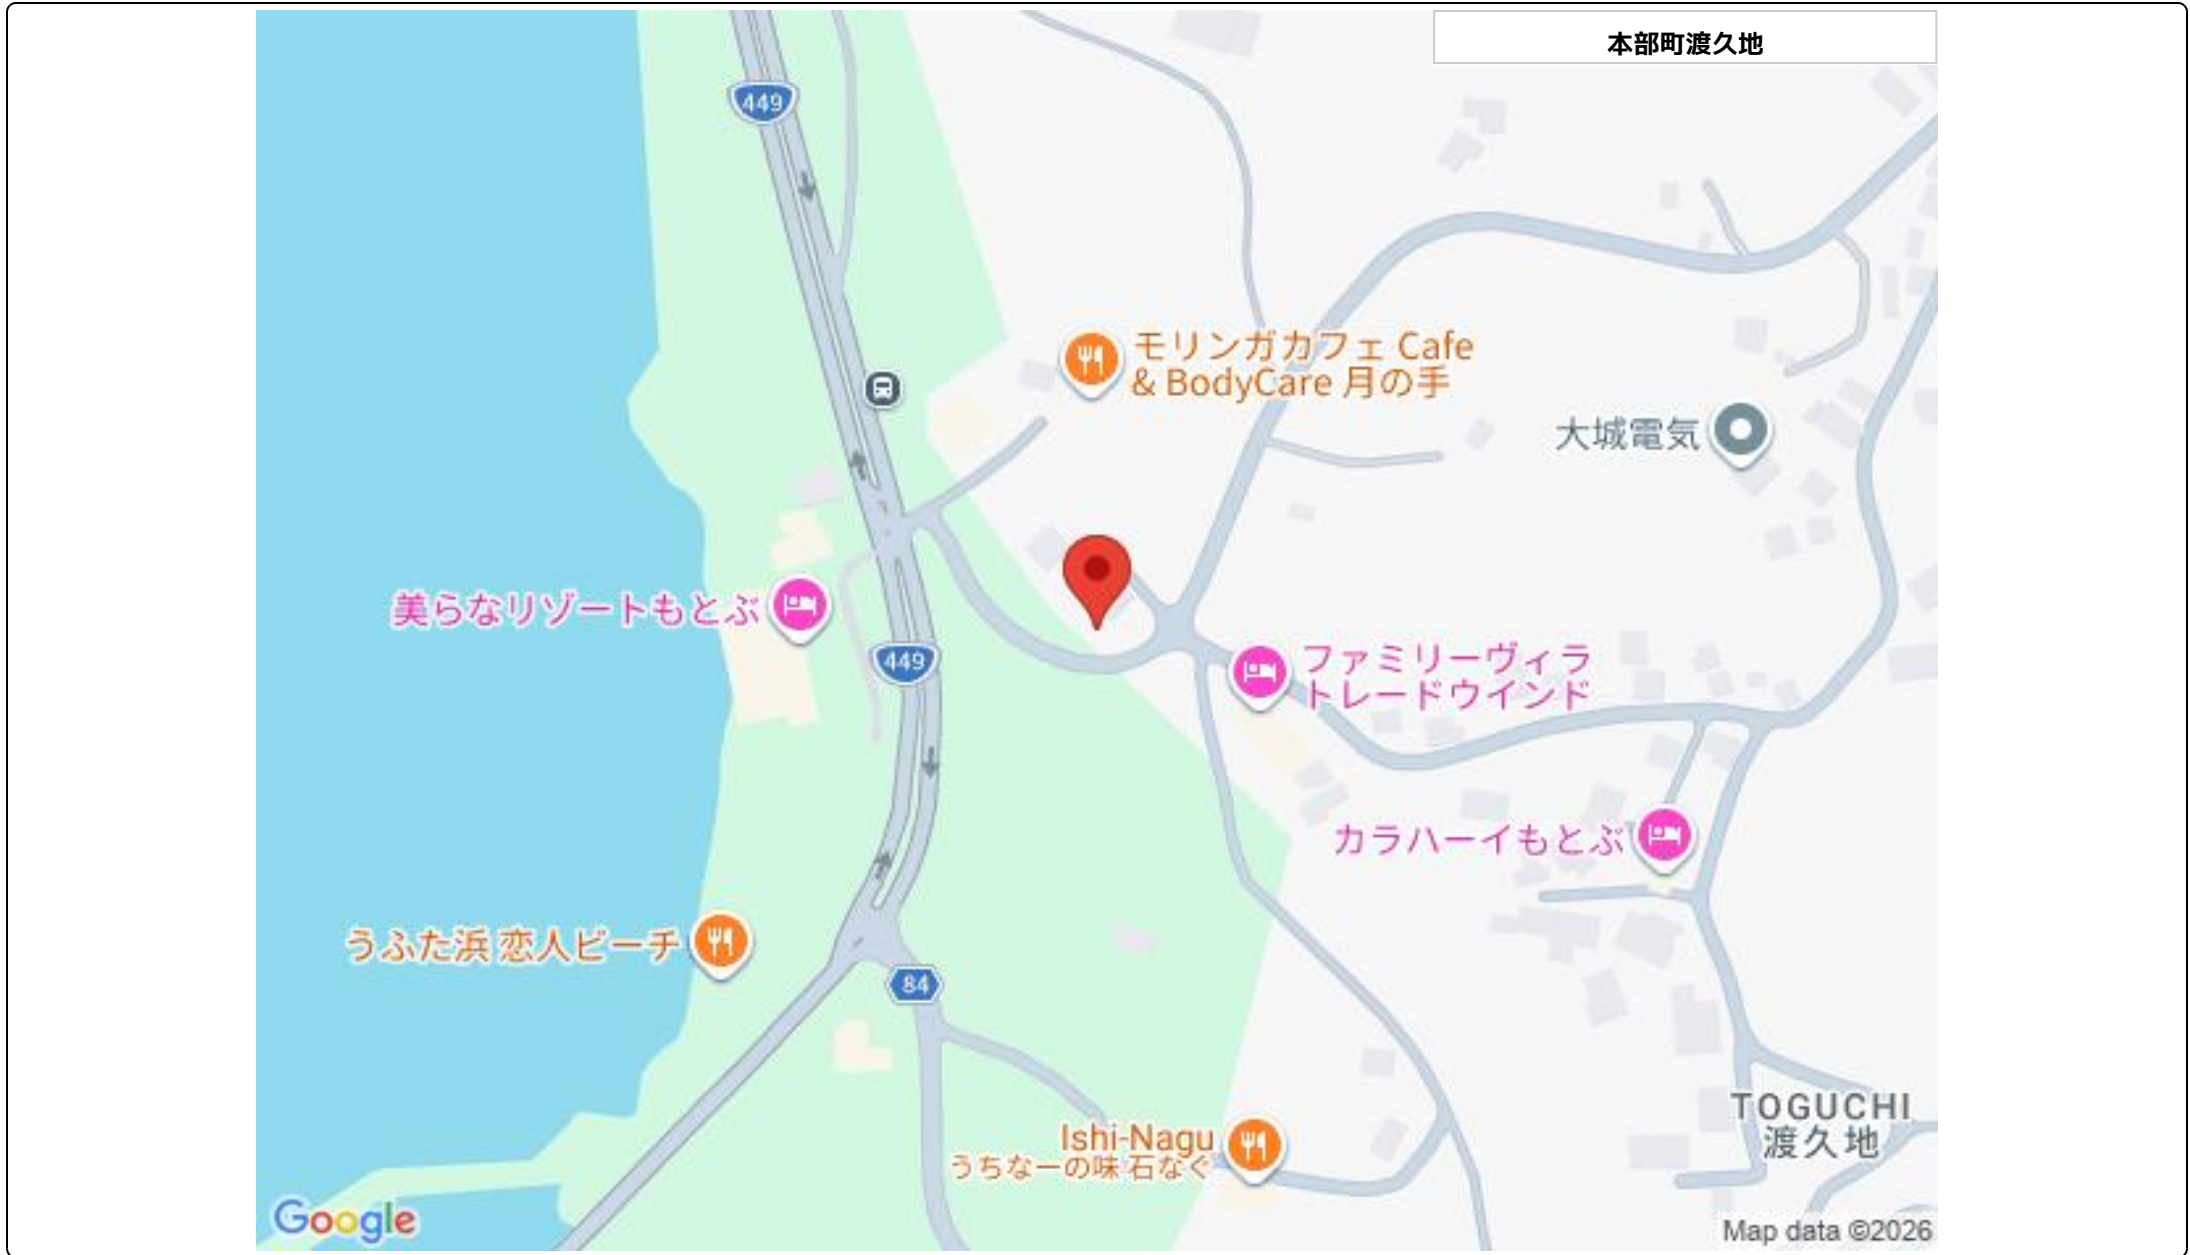 本部町渡久地
449
モリンガカフェ Cafe
& BodyCare 月の手
大城電気
美らなリゾートもとぶ
449
ファミリーヴィラ
トレードウインド
カラハーイもとぶ
うふた浜 恋人ビーチ
84
TOGUCHI
渡久地
Ishi-Nagu
うちなーの味 石なぐ
Google
Map data ©2026